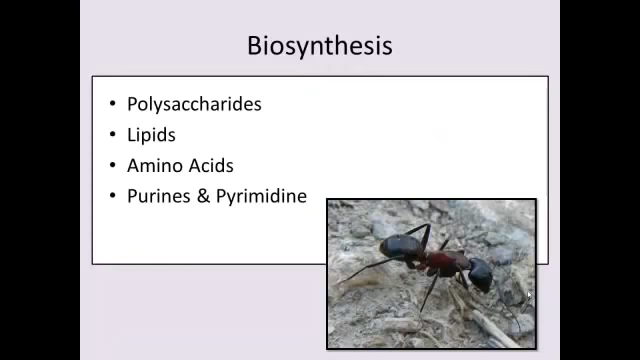 Biosynthesis
• Polysaccharides
• Lipids
• Amino Acids
• Purines & Pyrimidine